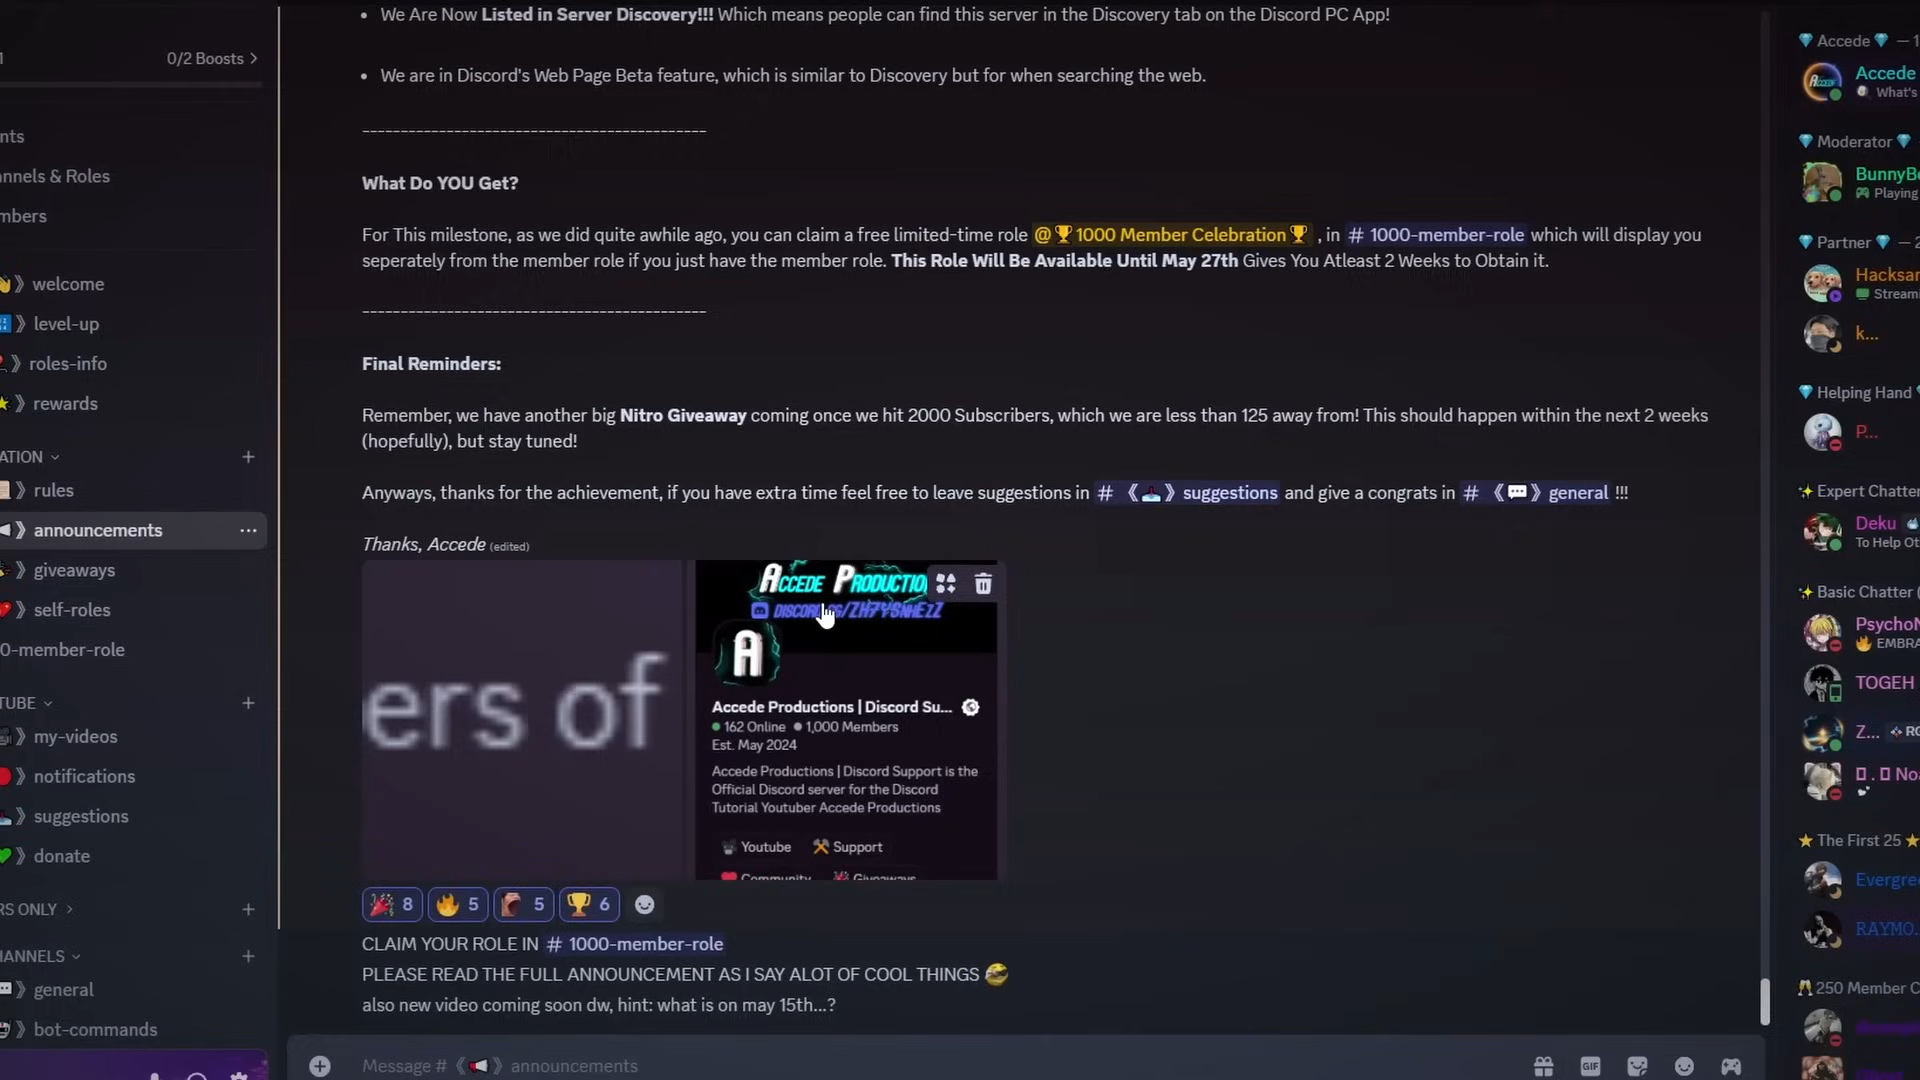 0/2 Boosts >
nts
nnels & Roles
mbers
welcome
level-up
roles-info
rewards
ATION
rules
announcements
giveaways
self-roles
0-member-role
TUBE
my-videos
notifications
suggestions
donate
RS ONLY
HANNELS
general
bot-commands
• We Are Now Listed in Server Discovery!!! Which means people can find this server in the Discovery tab on the Discord PC App!
• We are in Discord's Web Page Beta feature, which is similar to Discovery but for when searching the web.
---------------------------------------------
What Do YOU Get?
For This milestone, as we did quite awhile ago, you can claim a free limited-time role @🏆1000 Member Celebration🏆 , in # 1000-member-role which will display you
seperately from the member role if you just have the member role. This Role Will Be Available Until May 27th Gives You Atleast 2 Weeks to Obtain it.
---------------------------------------------
Final Reminders:
Remember, we have another big Nitro Giveaway coming once we hit 2000 Subscribers, which we are less than 125 away from! This should happen within the next 2 weeks
(hopefully), but stay tuned!
Anyways, thanks for the achievement, if you have extra time feel free to leave suggestions in # 《📥》 suggestions and give a congrats in # 《💬》 general !!!
Thanks, Accede (edited)
ers of
ACCEDE PRODUCTIO
A
Accede Productions | Discord Su...
162 Online 1,000 Members
Est. May 2024
Accede Productions | Discord Support is the
Official Discord server for the Discord
Tutorial Youtuber Accede Productions
Youtube Support
Community Giveaways
8 5 5 6
CLAIM YOUR ROLE IN # 1000-member-role
PLEASE READ THE FULL ANNOUNCEMENT AS I SAY ALOT OF COOL THINGS
also new video coming soon dw, hint: what is on may 15th...?
Message # 《📢》 announcements
GIF
💎 Accede 💎 — 1
Accede
What's
💎 Moderator 💎
BunnyB
Playing
💎 Partner 💎 — 2
Hacksa
Streami
k...
💎 Helping Hand
P...
✨ Expert Chatter
Deku
To Help Ot
✨ Basic Chatter (
PsychoN
EMBRA
TOGEH
Z...
Noa
⭐ The First 25 ⭐
Evergre
RAYMO.
250 Member C